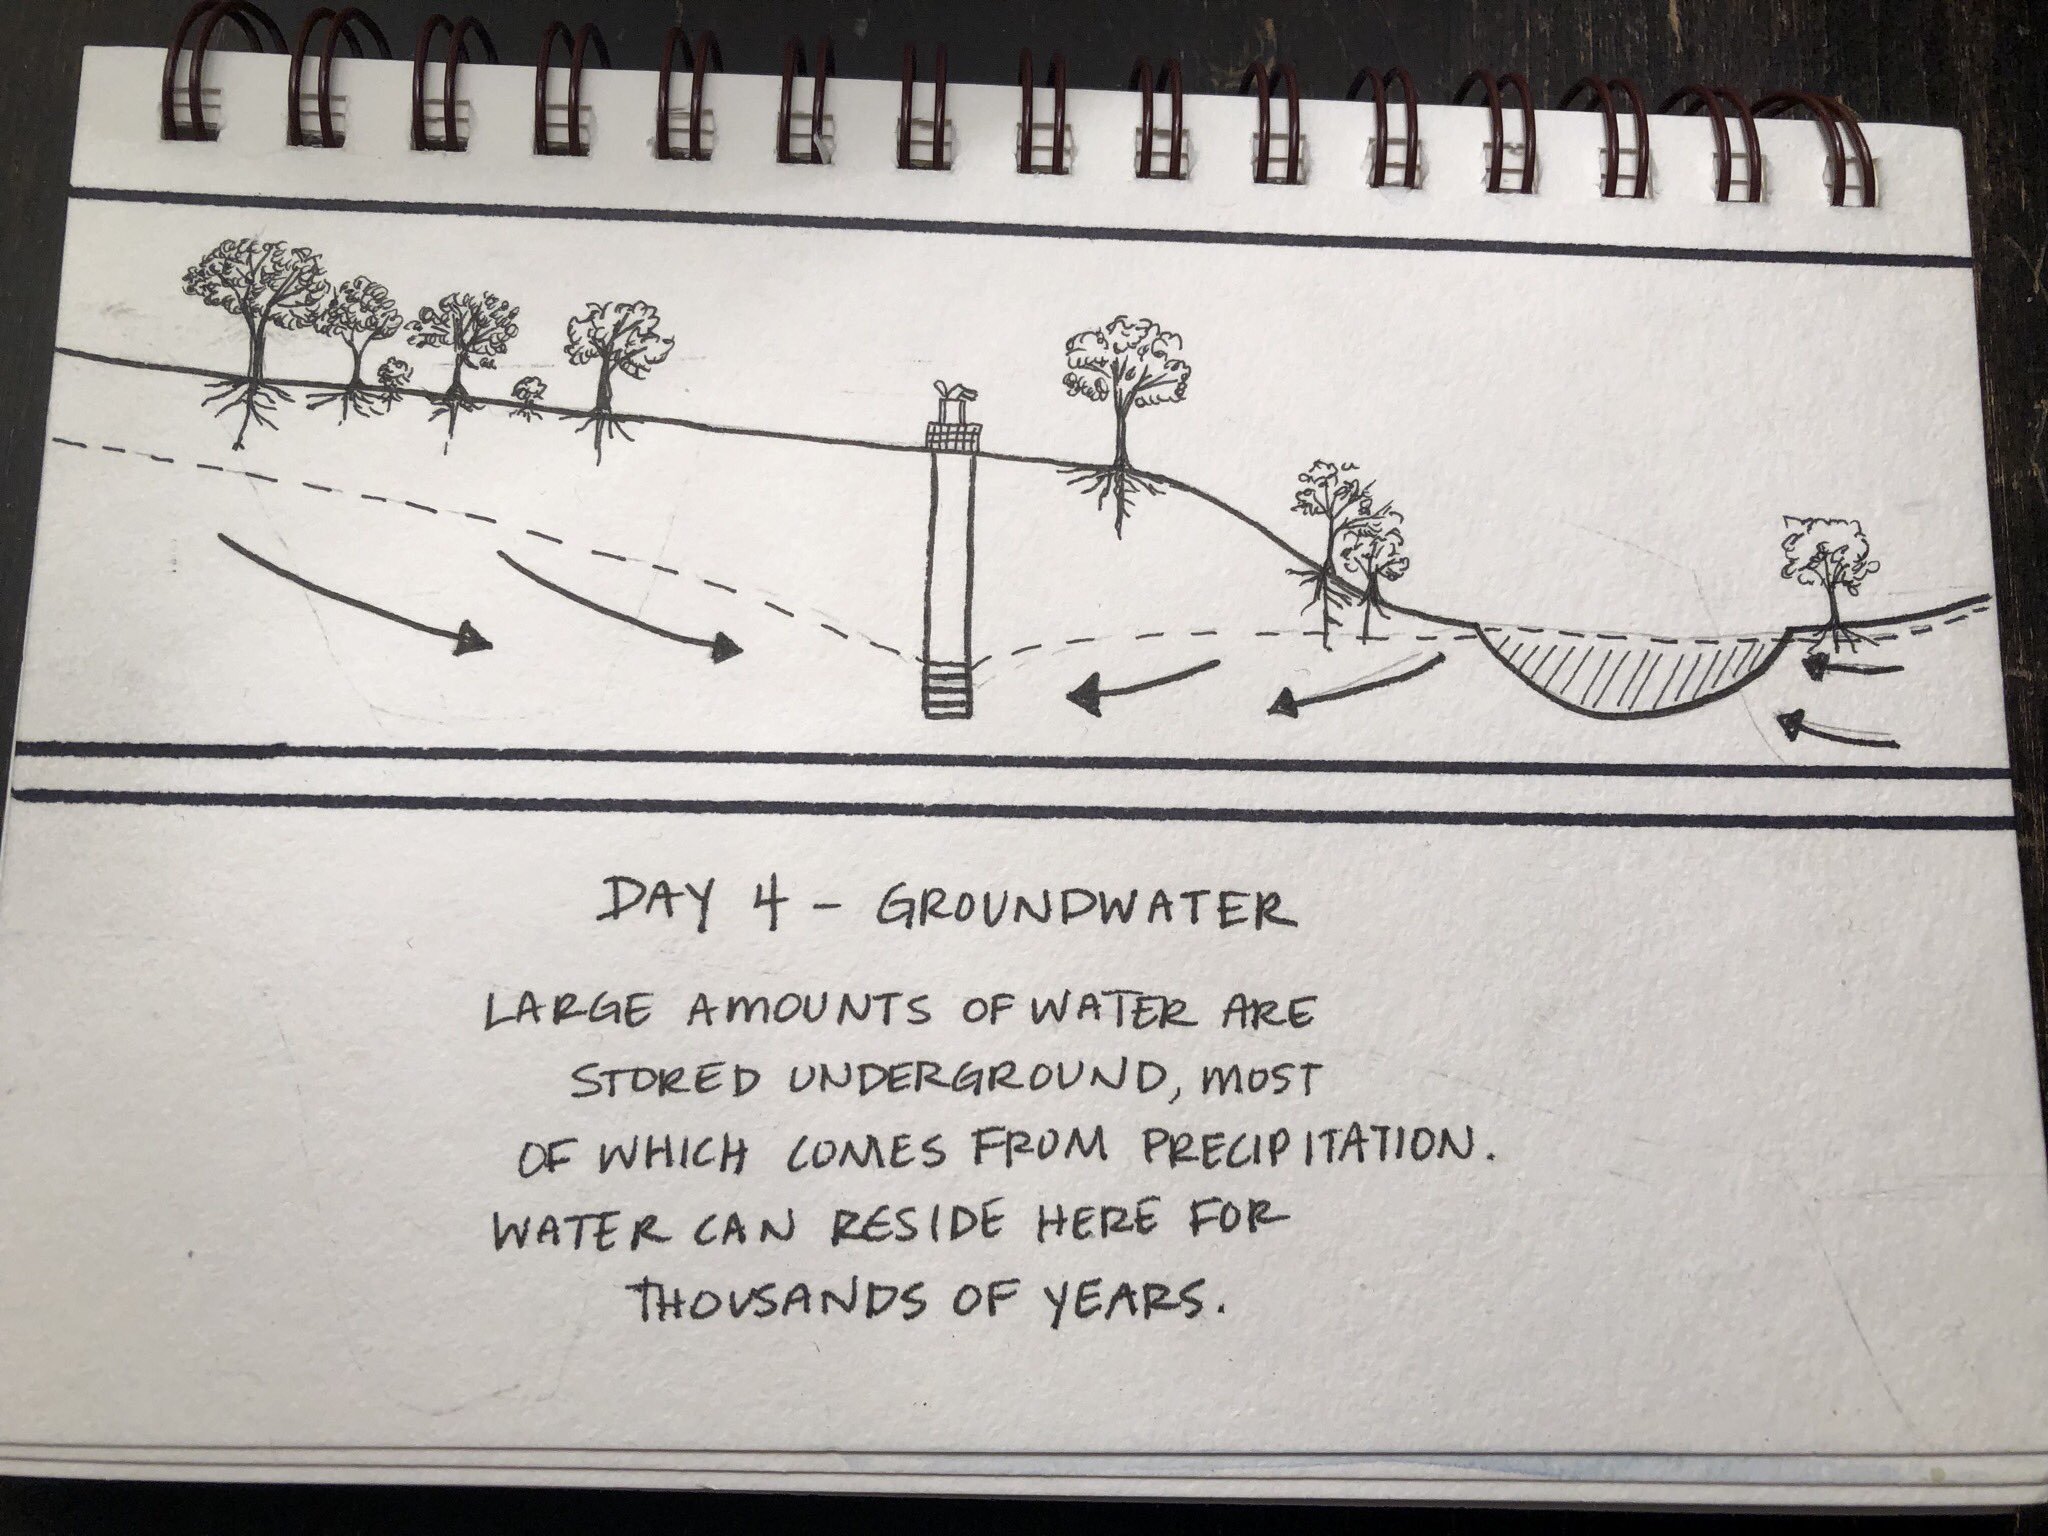 DAY 4 - GROUNDWATER
LARGE AMOUNTS OF WATER ARE
STORED UNDERGROUND, MOST
OF WHICH COMES FROM PRECIPITATION.
WATER CAN RESIDE HERE FOR
THOUSANDS OF YEARS.